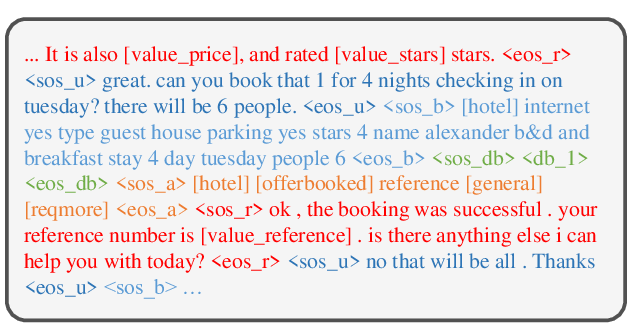 ... It is also [value_price], and rated [value_stars] stars. <eos_r>
<sos_u> great. can you book that 1 for 4 nights checking in on
tuesday? there will be 6 people. <eos_u> <sos_b> [hotel] internet
yes type guest house parking yes stars 4 name alexander b&d and
breakfast stay 4 day tuesday people 6 <eos_b> <sos_db> <db_1>
<eos_db> <sos_a> [hotel] [offerbooked] reference [general]
[reqmore] <eos_a> <sos_r> ok , the booking was successful . your
reference number is [value_reference] . is there anything else i can
help you with today? <eos_r> <sos_u> no that will be all . Thanks
<eos_u> <sos_b> ...